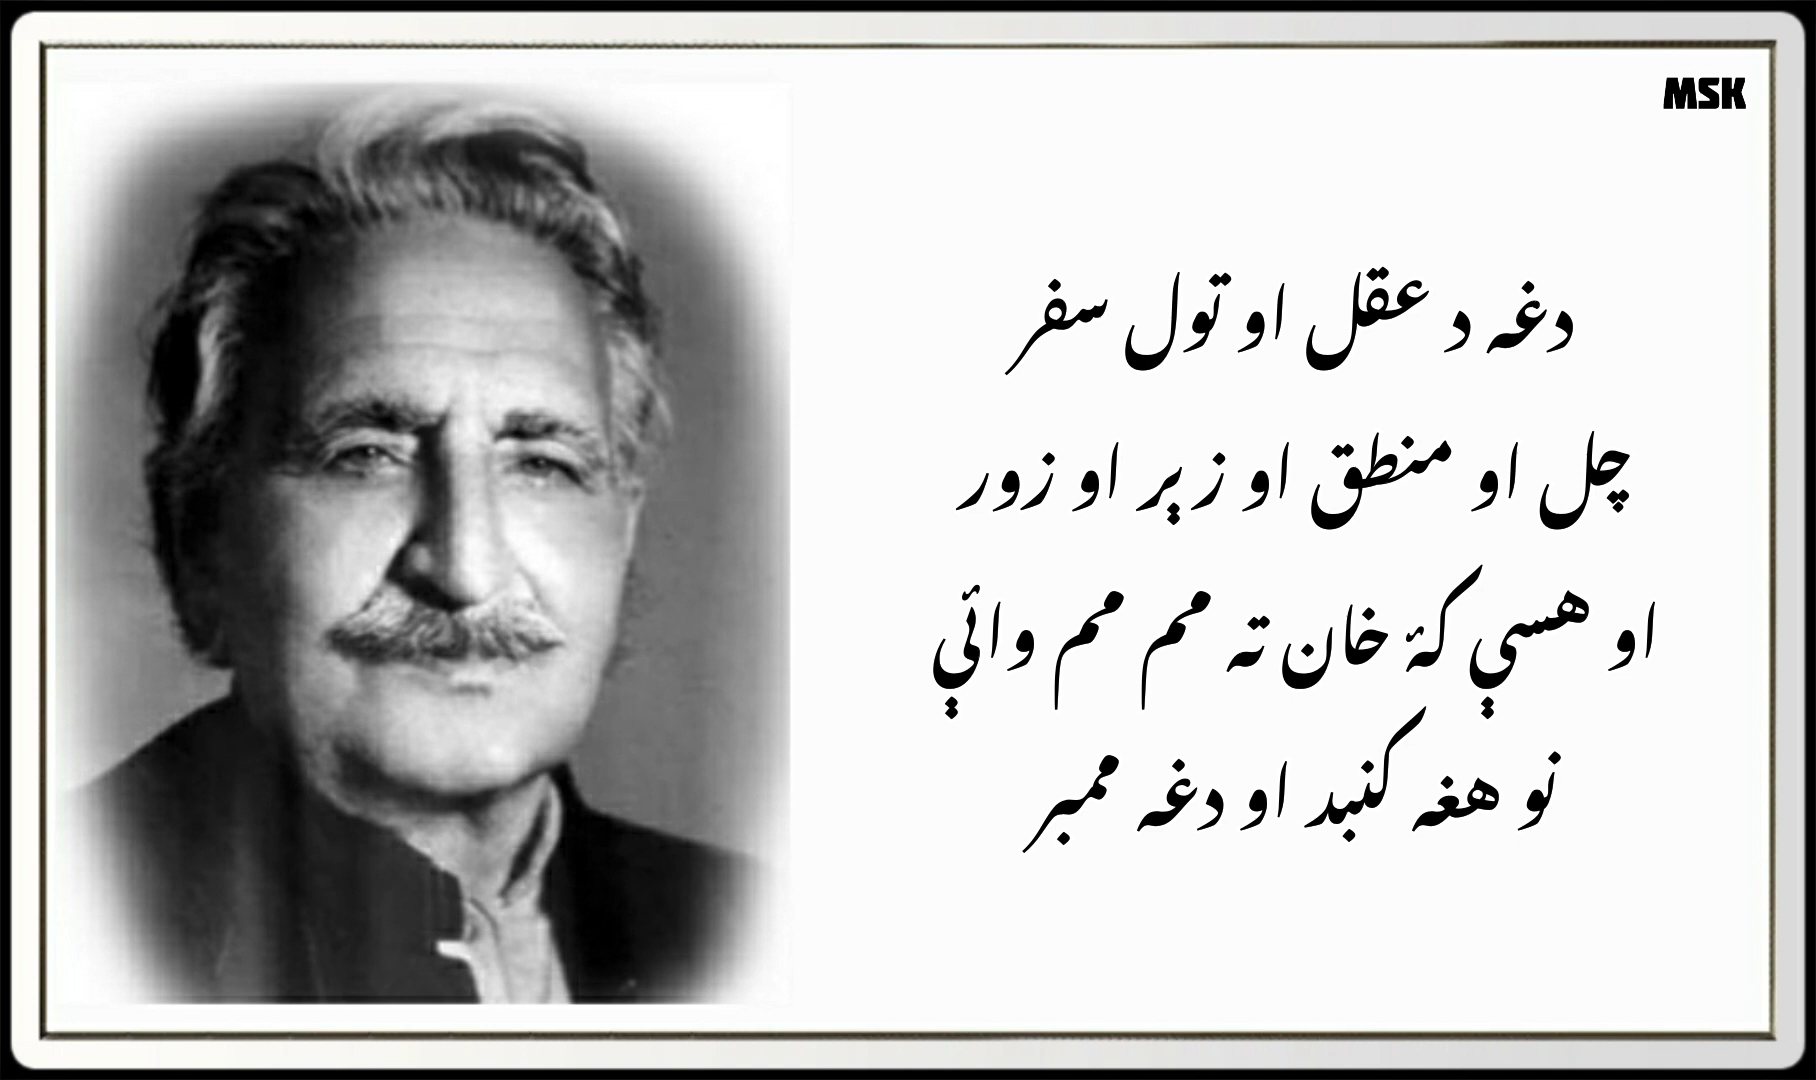 MSK
دغه د عقل او تول سفر
چل او منطق او زېر او زور
او هسې کۀ خان ته مم مم وائې
نو هغه کنبد او دغه ممبر